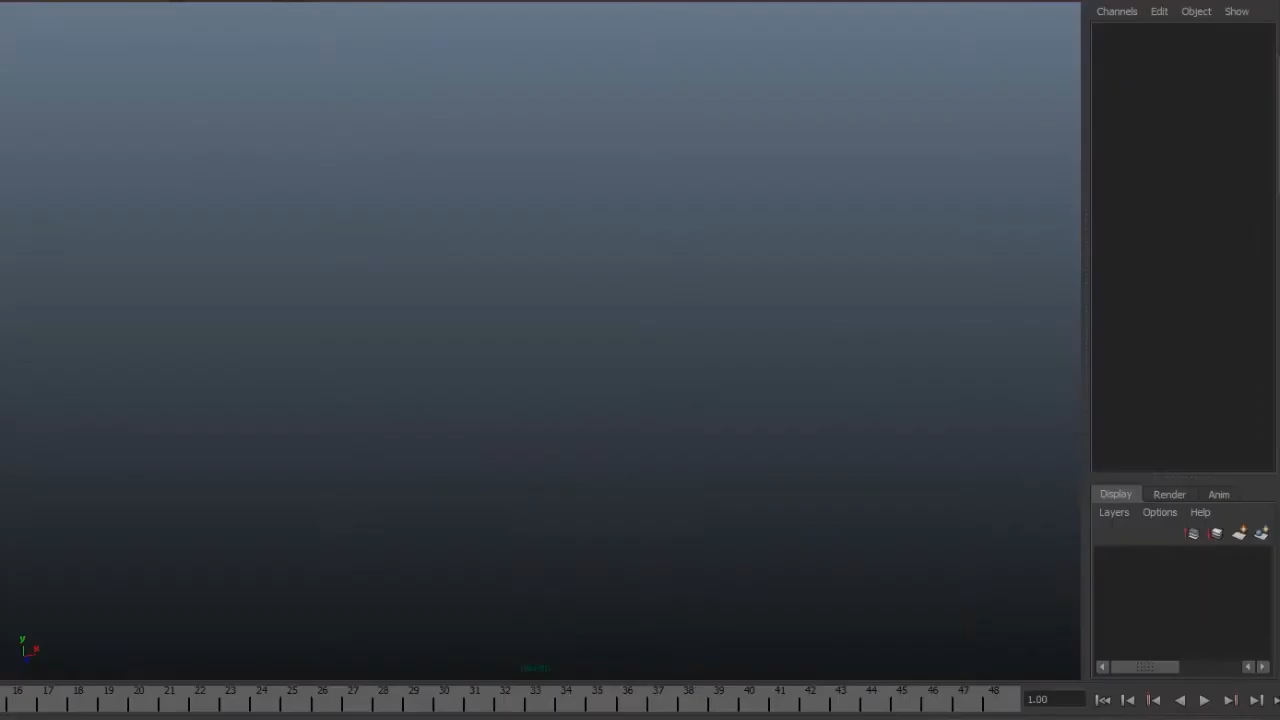 Channels Edit Object Show
Display Render Anim
Layers Options Help
y
x
persp
16 17 18 19 20 21 22 23 24 25 26 27 28 29 30 31 32 33 34 35 36 37 38 39 40 41 42 43 44 45 46 47 48
1.00